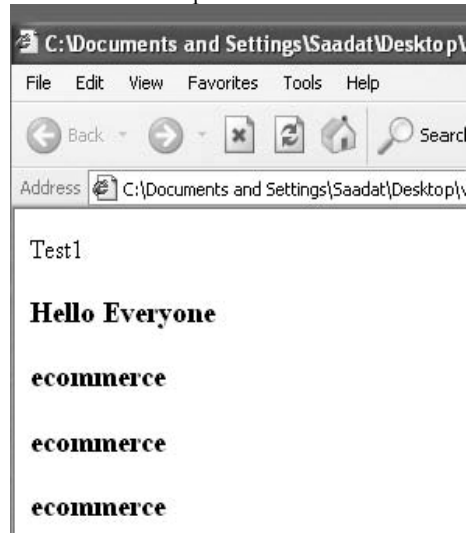 C:\Documents and Settings\Saadat\Desktop\
File Edit View Favorites Tools Help
Back Search
Address C:\Documents and Settings\Saadat\Desktop\v
Test1
Hello Everyone
ecommerce
ecommerce
ecommerce